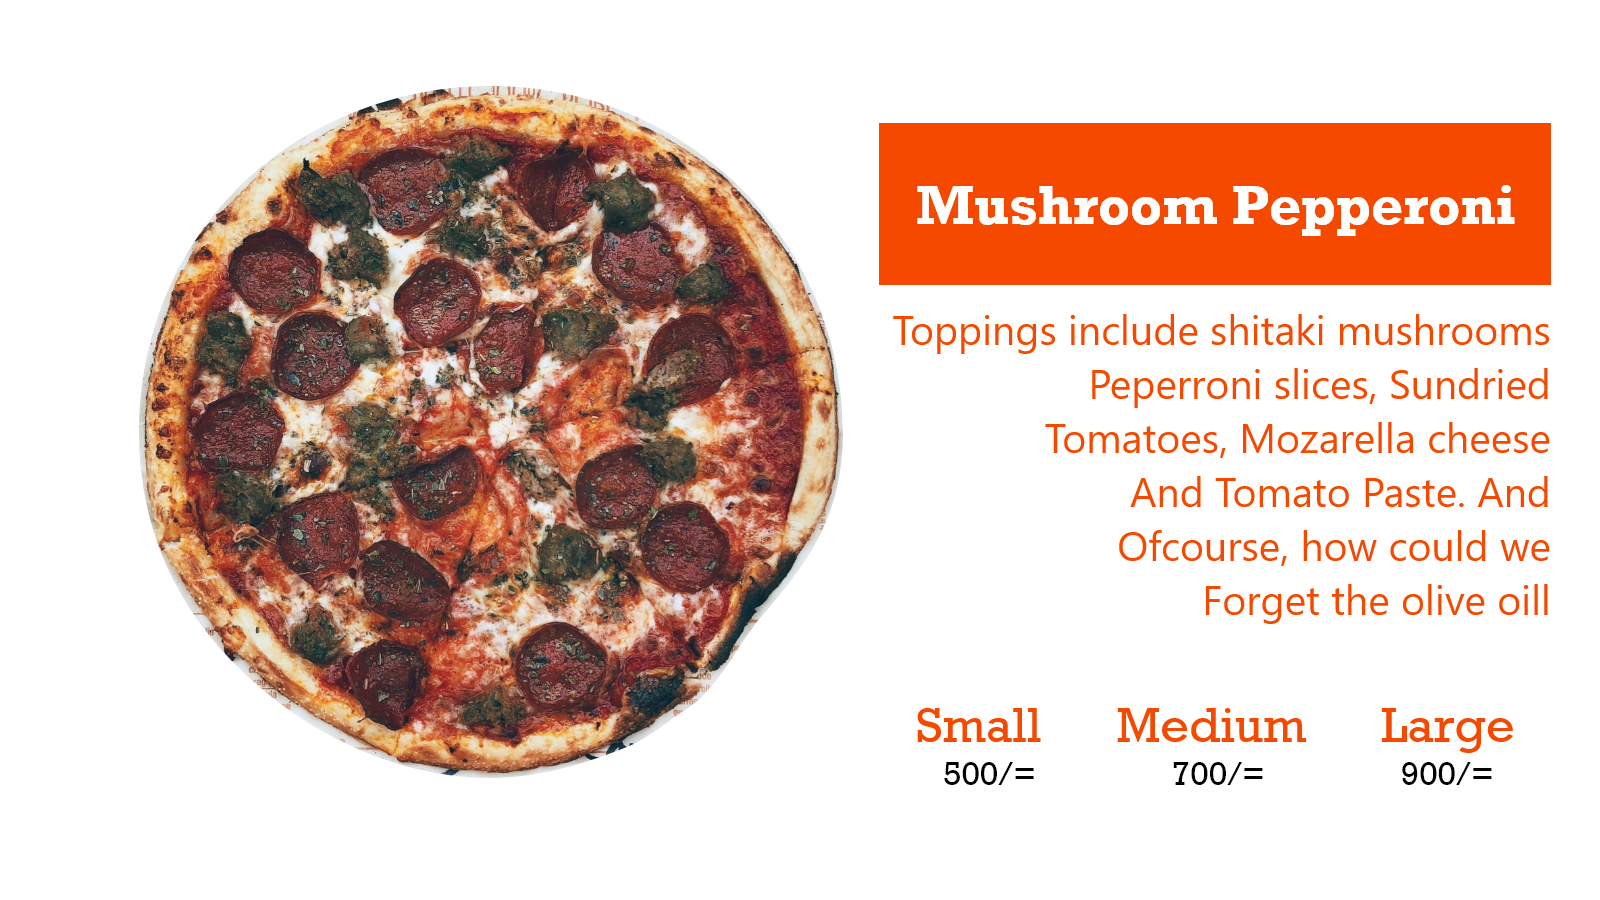 Mushroom Pepperoni
Toppings include shitaki mushrooms
Peperroni slices, Sundried
Tomatoes, Mozarella cheese
And Tomato Paste. And
Ofcourse, how could we
Forget the olive oill
Small Medium Large
500/= 700/= 900/=